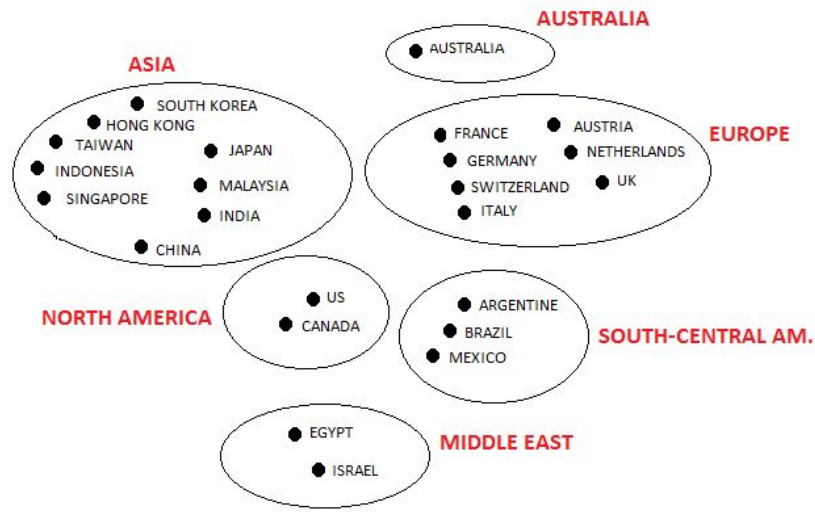 AUSTRALIA
AUSTRALIA
ASIA
SOUTH KOREA
HONG KONG
TAIWAN
JAPAN
INDONESIA
MALAYSIA
SINGAPORE
INDIA
CHINA
EUROPE
FRANCE
AUSTRIA
GERMANY
NETHERLANDS
SWITZERLAND
UK
ITALY
NORTH AMERICA
US
CANADA
SOUTH-CENTRAL AM.
ARGENTINE
BRAZIL
MEXICO
MIDDLE EAST
EGYPT
ISRAEL